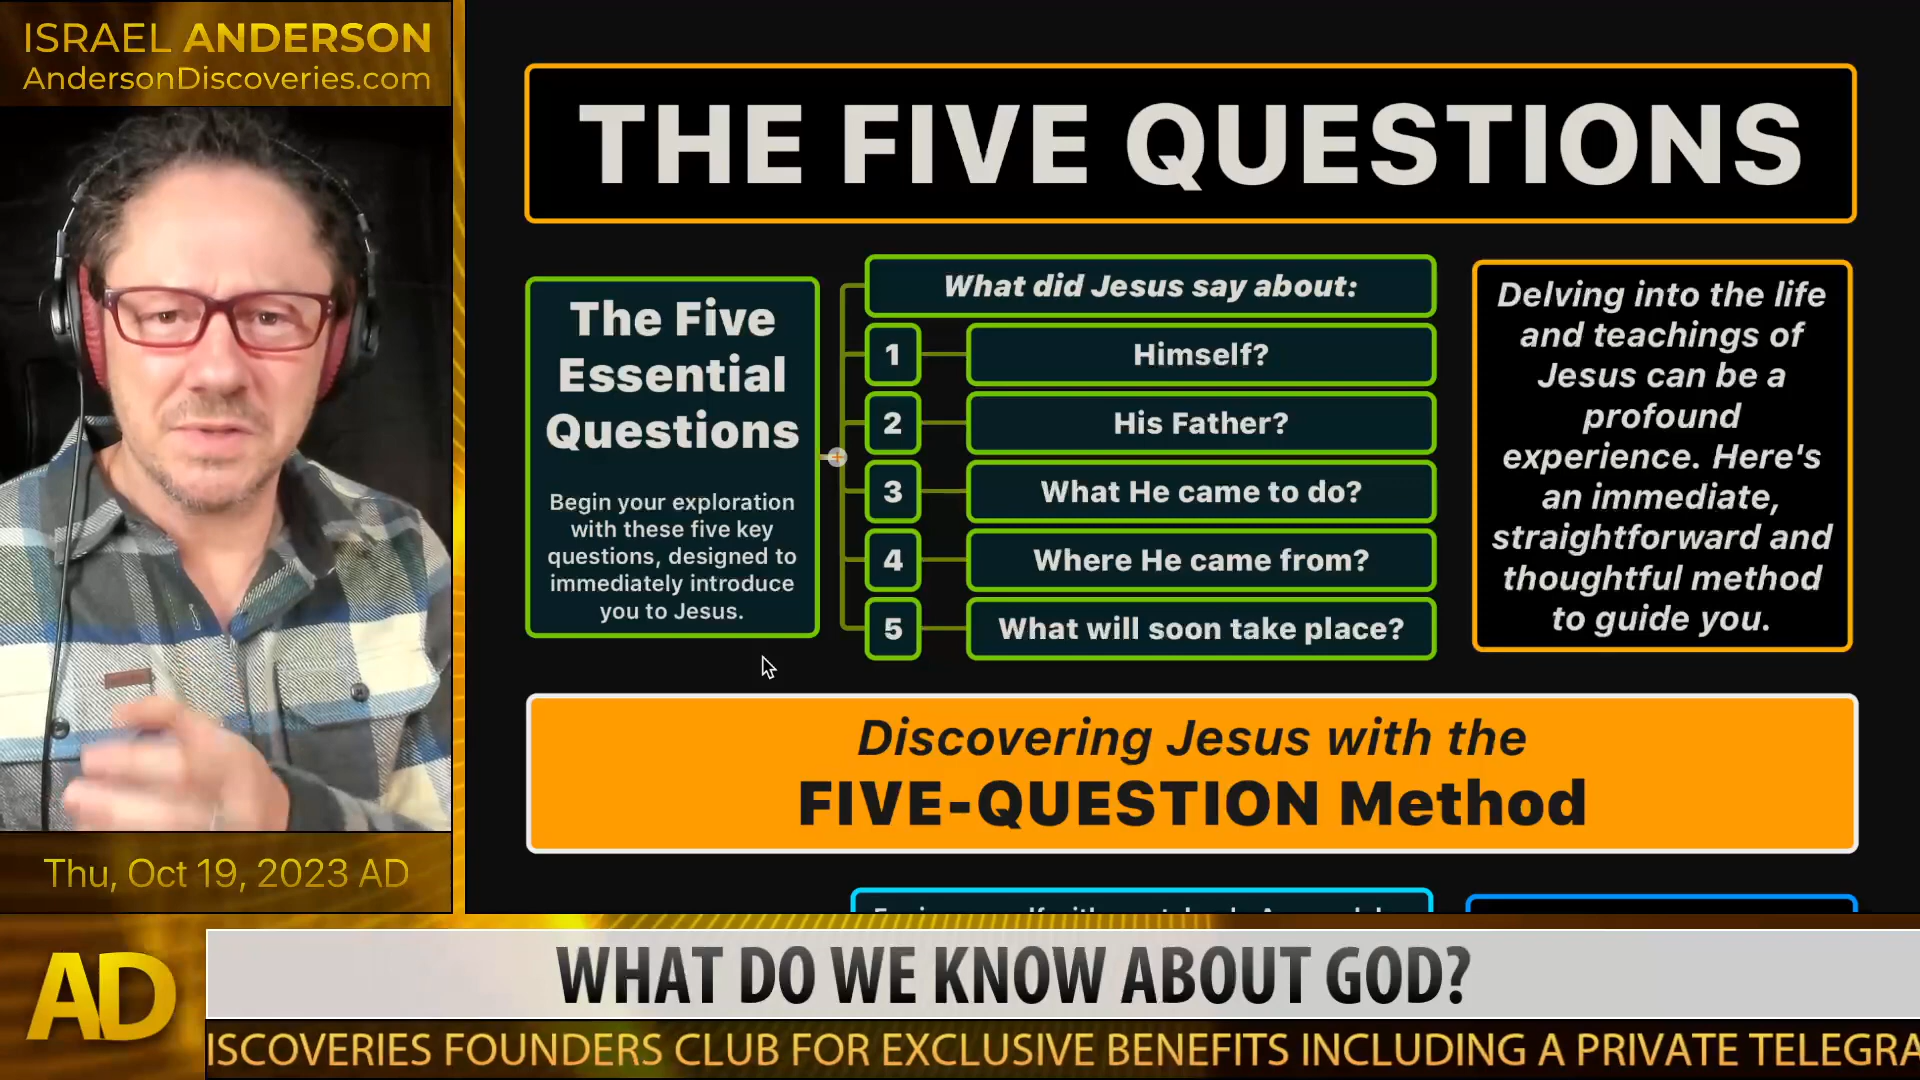 ISRAEL ANDERSON
AndersonDiscoveries.com
THE FIVE QUESTIONS
The Five
Essential
Questions
Begin your exploration
with these five key
questions, designed to
immediately introduce
you to Jesus.
What did Jesus say about:
1 Himself?
2 His Father?
3 What He came to do?
4 Where He came from?
5 What will soon take place?
Delving into the life
and teachings of
Jesus can be a
profound
experience. Here's
an immediate,
straightforward and
thoughtful method
to guide you.
Discovering Jesus with the
FIVE-QUESTION Method
Thu, Oct 19, 2023 AD
AD
WHAT DO WE KNOW ABOUT GOD?
ISCOVERIES FOUNDERS CLUB FOR EXCLUSIVE BENEFITS INCLUDING A PRIVATE TELEGRA